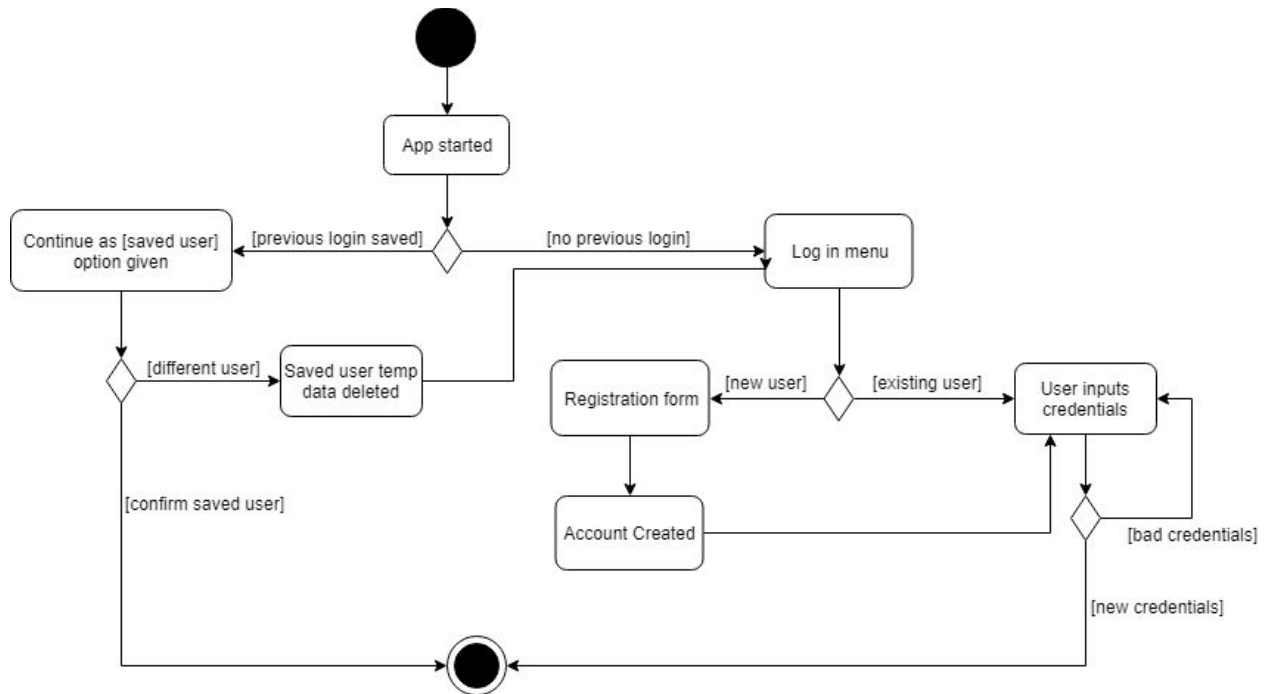 App started
Continue as [saved user]
option given
[previous login saved]
[no previous login]
Log in menu
[different user]
Saved user temp
data deleted
Registration form
[new user]
[existing user]
User inputs
credentials
[confirm saved user]
Account Created
[bad credentials]
[new credentials]